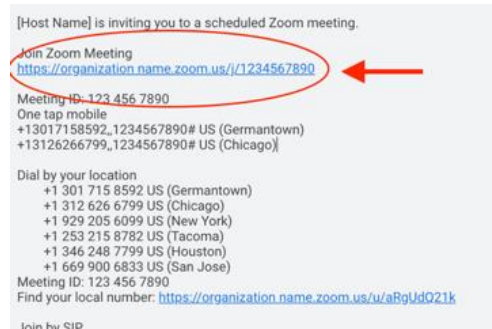 [Host Name] is inviting you to a scheduled Zoom meeting.
Join Zoom Meeting
https://organization name.zoom.us/j/1234567890
Meeting ID: 123 456 7890
One tap mobile
+13017158592,,1234567890# US (Germantown)
+13126266799,,1234567890# US (Chicago)
Dial by your location
+1 301 715 8592 US (Germantown)
+1 312 626 6799 US (Chicago)
+1 929 205 6099 US (New York)
+1 253 215 8782 US (Tacoma)
+1 346 248 7799 US (Houston)
+1 669 900 6833 US (San Jose)
Meeting ID: 123 456 7890
Find your local number: https://organization name.zoom.us/u/aRgUdQ21k
Join by SIP